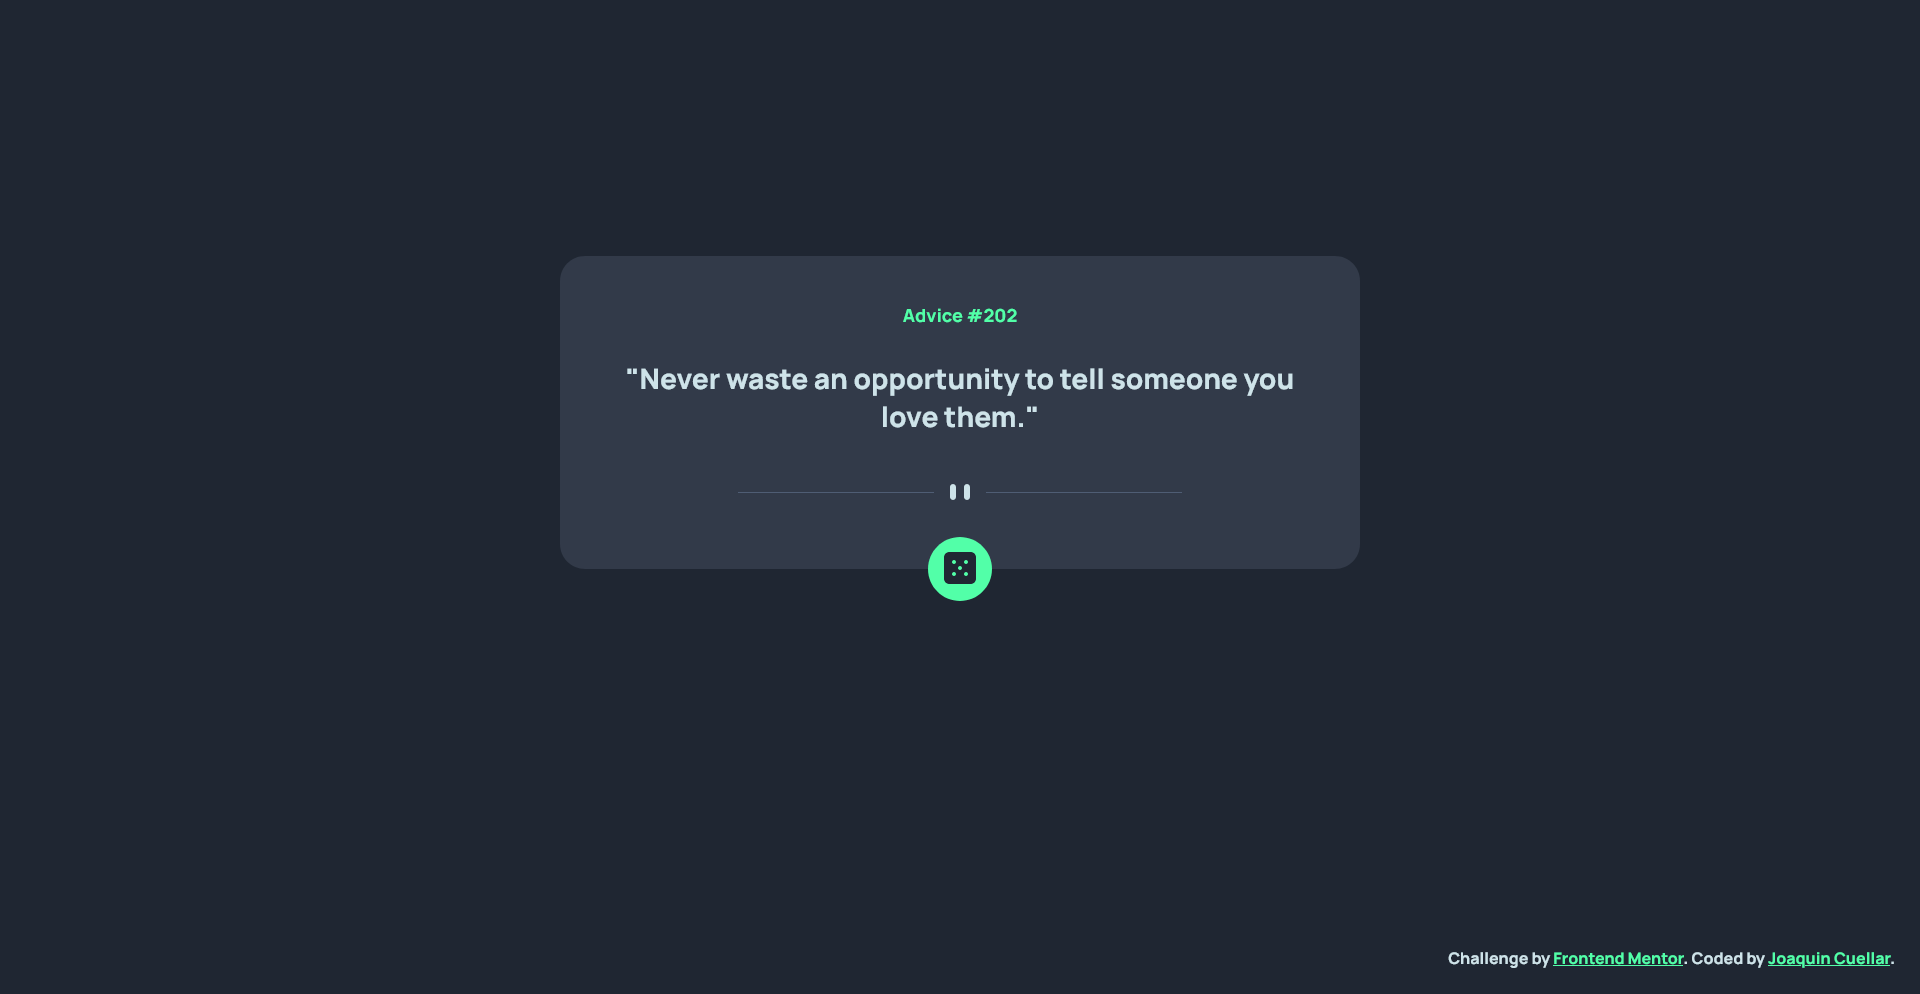 Advice #202
"Never waste an opportunity to tell someone you
love them."
Challenge by Frontend Mentor. Coded by Joaquin Cuellar.